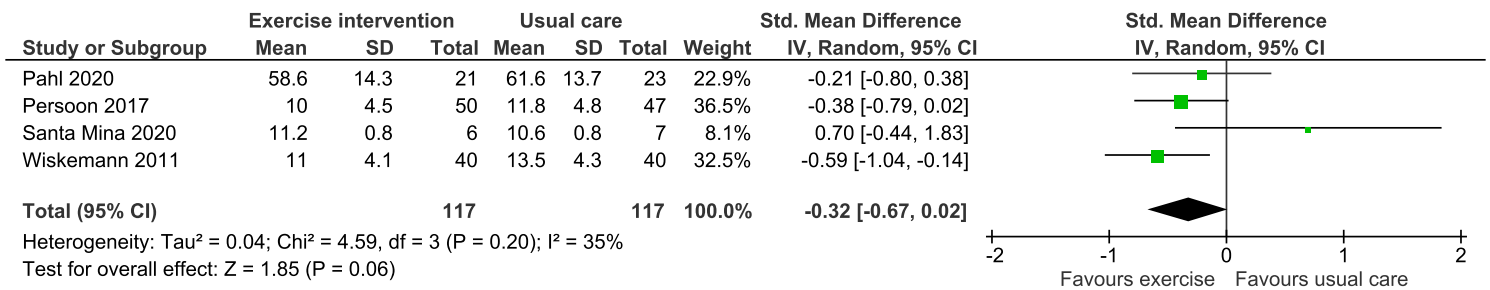 Exercise intervention Usual care Std. Mean Difference Std. Mean Difference
Study or Subgroup Mean SD Total Mean SD Total Weight IV, Random, 95% CI IV, Random, 95% CI
Pahl 2020 58.6 14.3 21 61.6 13.7 23 22.9% -0.21 [-0.80, 0.38]
Persoon 2017 10 4.5 50 11.8 4.8 47 36.5% -0.38 [-0.79, 0.02]
Santa Mina 2020 11.2 0.8 6 10.6 0.8 7 8.1% 0.70 [-0.44, 1.83]
Wiskemann 2011 11 4.1 40 13.5 4.3 40 32.5% -0.59 [-1.04, -0.14]
Total (95% CI) 117 117 100.0% -0.32 [-0.67, 0.02]
Heterogeneity: Tau² = 0.04; Chi² = 4.59, df = 3 (P = 0.20); I² = 35%
Test for overall effect: Z = 1.85 (P = 0.06)
-2 -1 0 1 2
Favours exercise Favours usual care